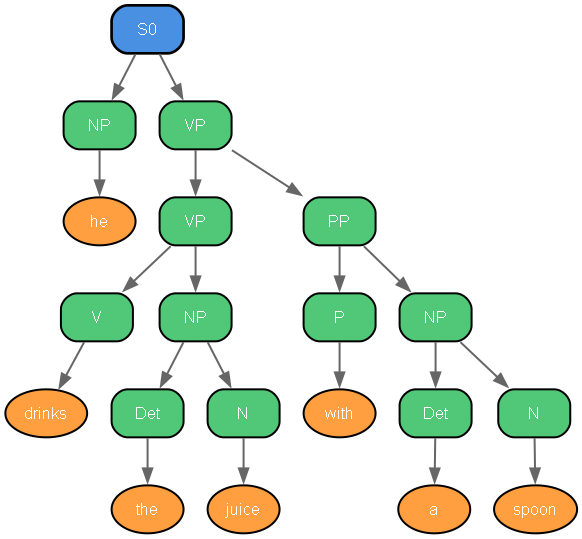 S0
NP VP
he VP PP
V NP P NP
drinks Det N with Det N
the juice a spoon